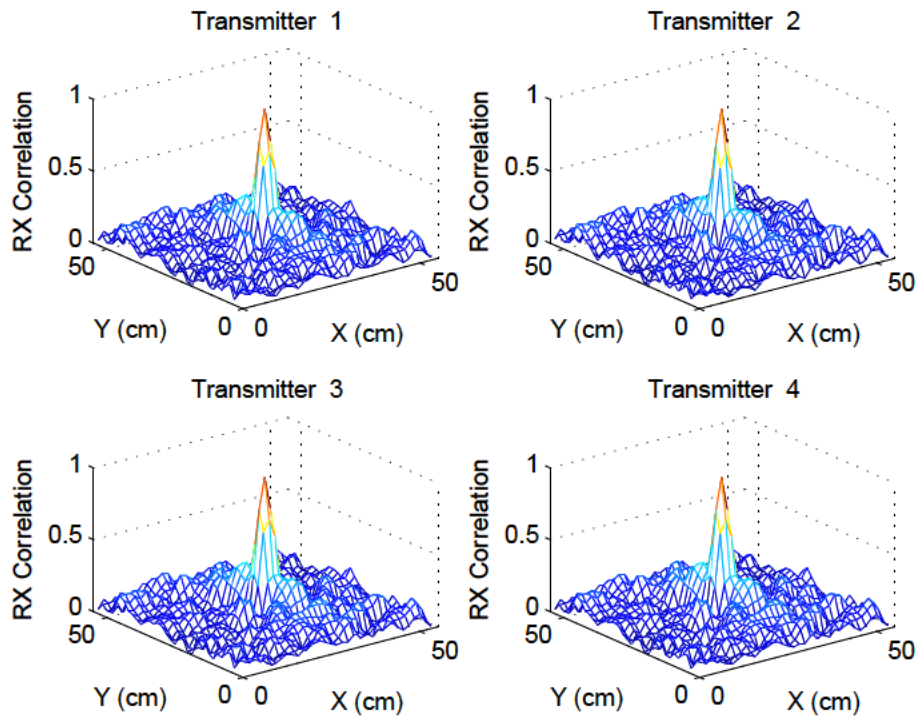 Transmitter 1
1
0.5
0
RX Correlation
50
Y (cm)
0
0
X (cm)
50
Transmitter 2
1
0.5
0
RX Correlation
50
Y (cm)
0
0
X (cm)
50
Transmitter 3
1
0.5
0
RX Correlation
50
Y (cm)
0
0
X (cm)
50
Transmitter 4
1
0.5
0
RX Correlation
50
Y (cm)
0
0
X (cm)
50